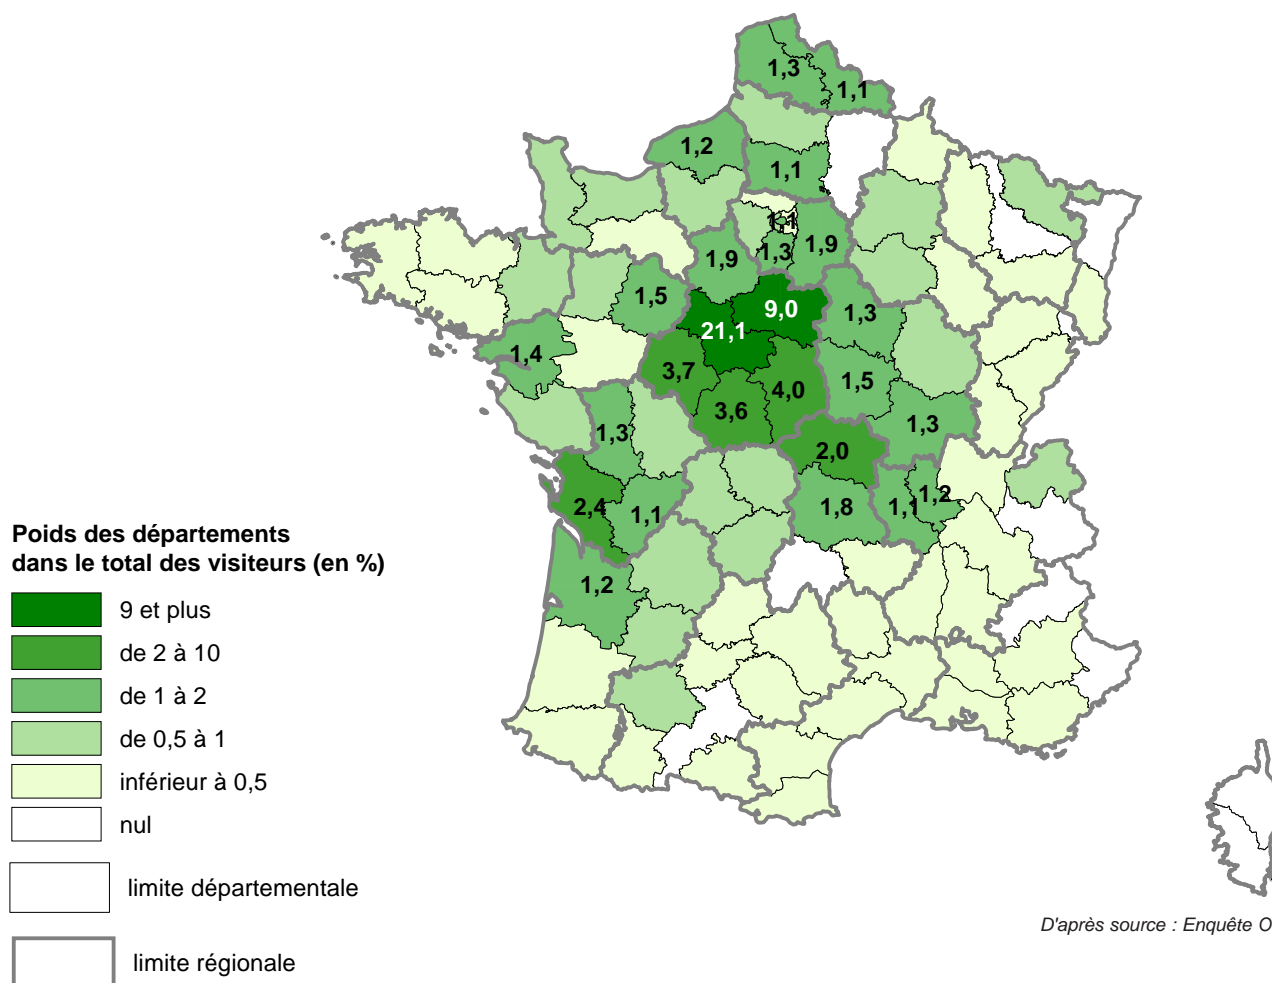 1,3
1,1
1,2
1,1
1,1
1,9
1,3
1,9
1,5
9,0
21,1
1,3
1,4
3,7
4,0
1,5
3,6
1,3
1,3
2,0
2,4
1,1
1,8
1,1
1,2
1,2
Poids des départements
dans le total des visiteurs (en %)
9 et plus
de 2 à 10
de 1 à 2
de 0,5 à 1
inférieur à 0,5
nul
limite départementale
limite régionale
D'après source : Enquête O